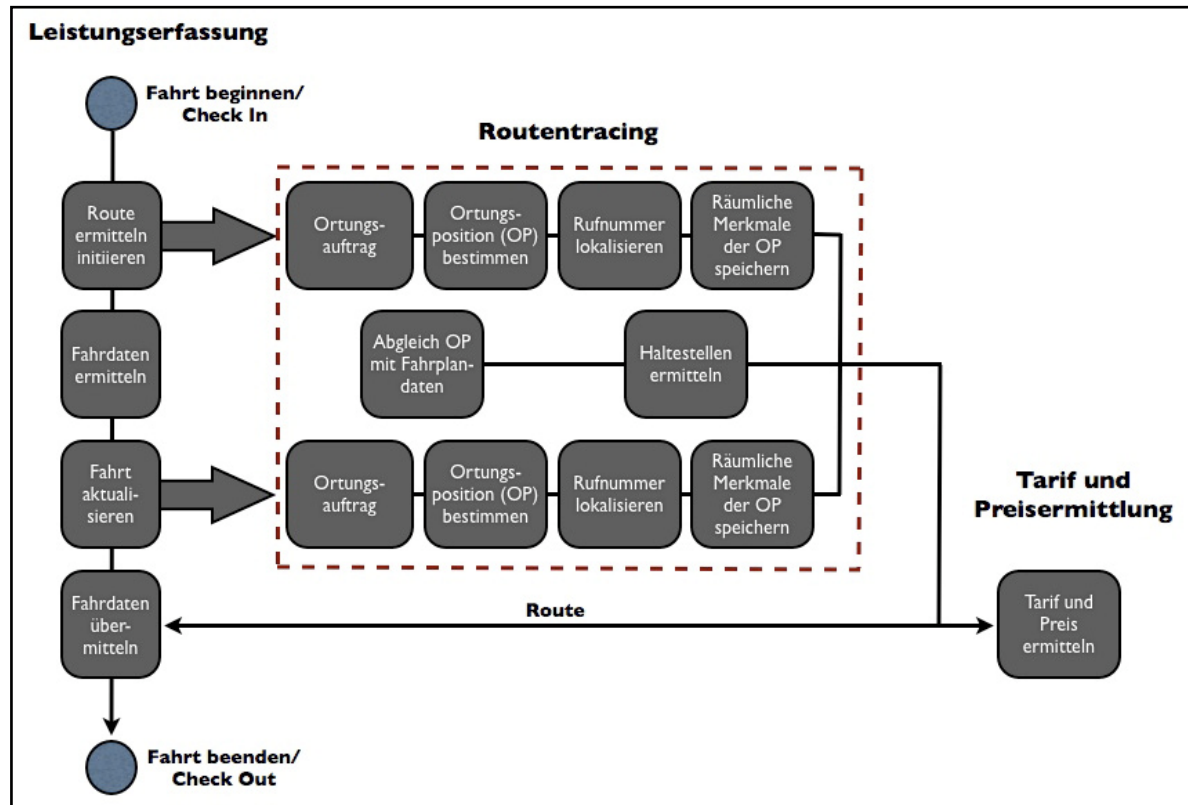 Leistungserfassung
Fahrt beginnen/
Check In
Routentracing
Route
ermitteln
initiieren
Ortungs-
auftrag
Ortungs-
position (OP)
bestimmen
Rufnummer
lokalisieren
Räumliche
Merkmale
der OP
speichern
Fahrdaten
ermitteln
Abgleich OP
mit Fahrplan-
daten
Haltestellen
ermitteln
Fahrt
aktuali-
sieren
Ortungs-
auftrag
Ortungs-
position (OP)
bestimmen
Rufnummer
lokalisieren
Räumliche
Merkmale
der OP
speichern
Tarif und
Preisermittlung
Fahrdaten
über-
mitteln
Route
Tarif und
Preis
ermitteln
Fahrt beenden/
Check Out